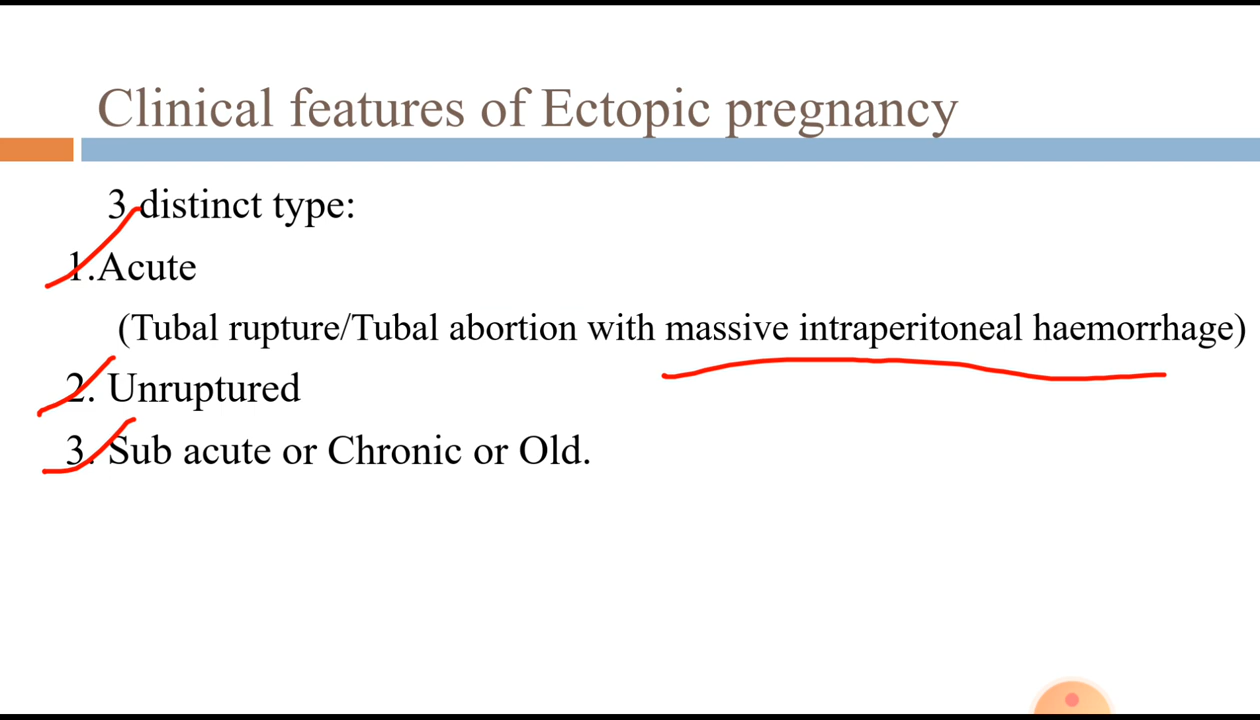 Clinical features of Ectopic pregnancy
3 distinct type:
1.Acute
(Tubal rupture/Tubal abortion with massive intraperitoneal haemorrhage)
2. Unruptured
3. Sub acute or Chronic or Old.